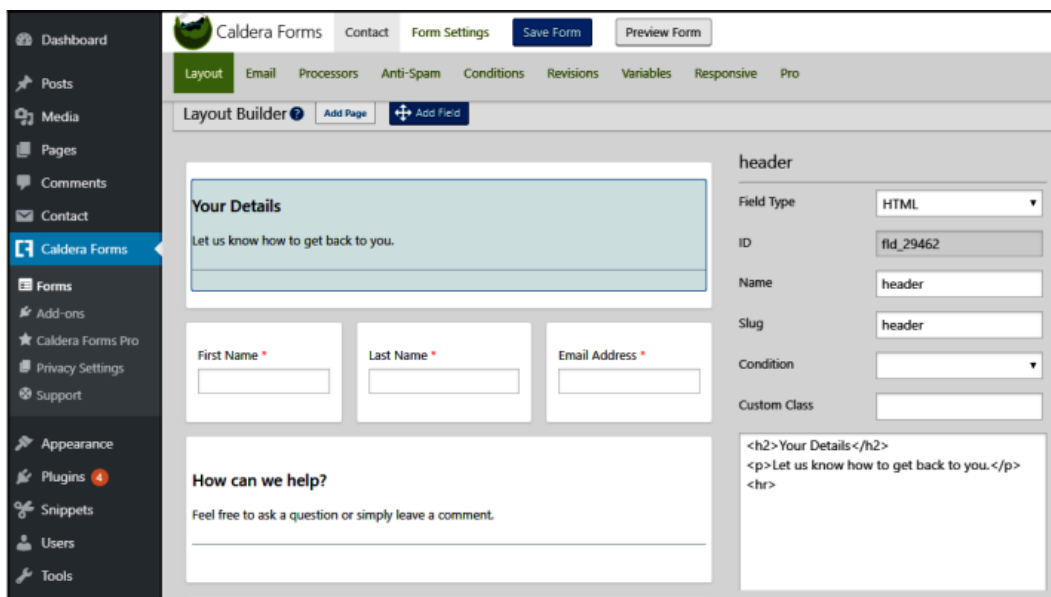 Dashboard
Posts
Media
Pages
Comments
Contact
Caldera Forms
Forms
Add-ons
Caldera Forms Pro
Privacy Settings
Support
Appearance
Plugins 4
Snippets
Users
Tools
Caldera Forms Contact Form Settings Save Form Preview Form
Layout Email Processors Anti-Spam Conditions Revisions Variables Responsive Pro
Layout Builder ? Add Page Add Field
Your Details
Let us know how to get back to you.
First Name * Last Name * Email Address *
How can we help?
Feel free to ask a question or simply leave a comment.
header
Field Type HTML
ID fld_29462
Name header
Slug header
Condition
Custom Class
<h2>Your Details</h2>
<p>Let us know how to get back to you.</p>
<hr>